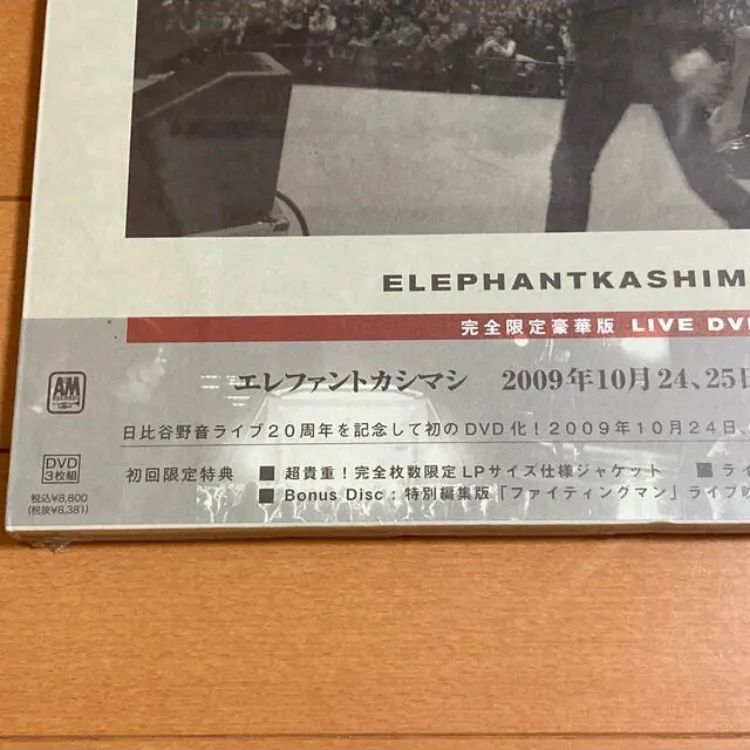 ELEPHANTKASHIM
完全限定豪華版 LIVE DVD
エレファントカシマシ 2009年10月24、25日
日比谷野音ライブ20周年を記念して初のDVD化!2009年10月24日、
AM
DVD
3枚組
税込¥8,800
(税抜¥8,381)
初回限定特典 ■ 超貴重!完全枚数限定LPサイズ仕様ジャケット ■ ライ
■ Bonus Disc:特別編集版「ファイティングマン」ライブ